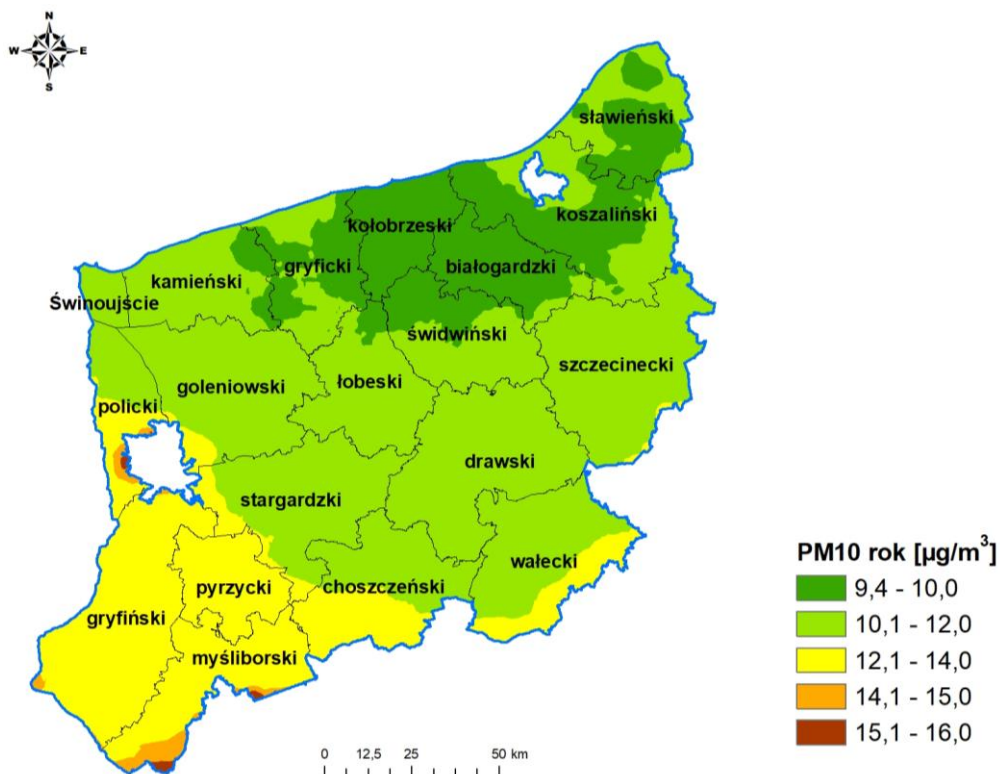 N
W E
S
sławieński
koszaliński
kołobrzeski
białogardzki
gryficki
kamieński
Świnoujście
świdwiński
szczecinecki
goleniowski
łobeski
policki
drawski
stargardzki
wałecki
choszczeński
pyrzycki
gryfiński
myśliborski
PM10 rok [µg/m³]
9,4 - 10,0
10,1 - 12,0
12,1 - 14,0
14,1 - 15,0
15,1 - 16,0
0 12,5 25 50 km